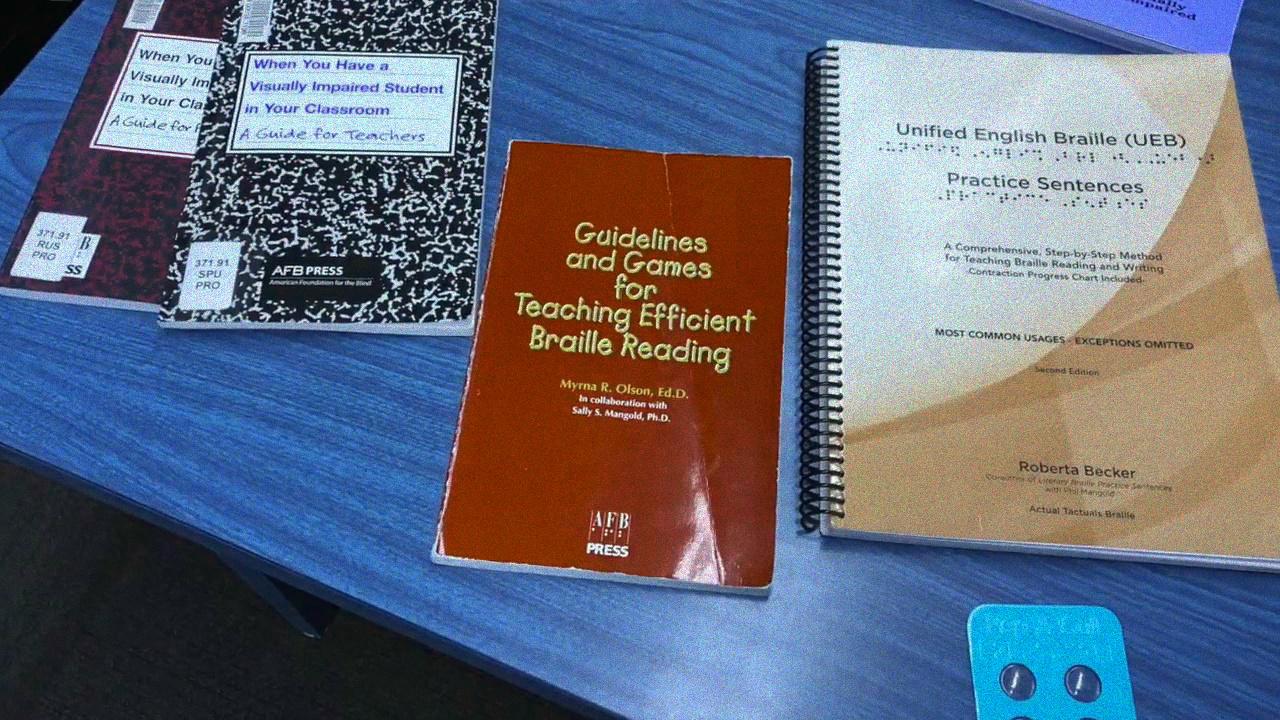 When You
Visually Im
in Your Cla
A Guide for
371.91
RUS
PRO
B
SS
When You Have a
Visually Impaired Student
in Your Classroom
A Guide for Teachers
371.91
SPU
PRO
AFB PRESS
American Foundation for the Blind
Guidelines
and Games
for
Teaching Efficient
Braille Reading
Myrna R. Olson, Ed.D.
In collaboration with
Sally S. Mangold, Ph.D.
AFB
PRESS
Impaired
Unified English Braille (UEB)
Practice Sentences
A Comprehensive, Step-by-Step Method
for Teaching Braille Reading and Writing
-Contraction Progress Chart Included-
MOST COMMON USAGES - EXCEPTIONS OMITTED
Second Edition
Roberta Becker
Coauthor of Literary Braille Practice Sentences
with Phil Mangold
Actual Tactuals Braille